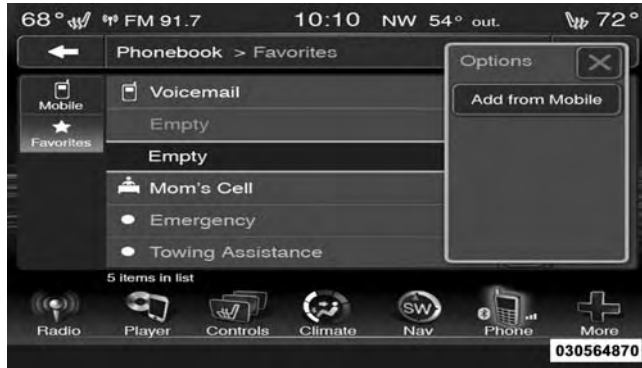 68° FM 91.7 10:10 NW 54° out. 72°
Phonebook > Favorites
Options
Mobile
Favorites
Voicemail
Empty
Empty
Mom's Cell
Emergency
Towing Assistance
Add from Mobile
5 items in list
SW
Radio Player Controls Climate Nav Phone More
030564870